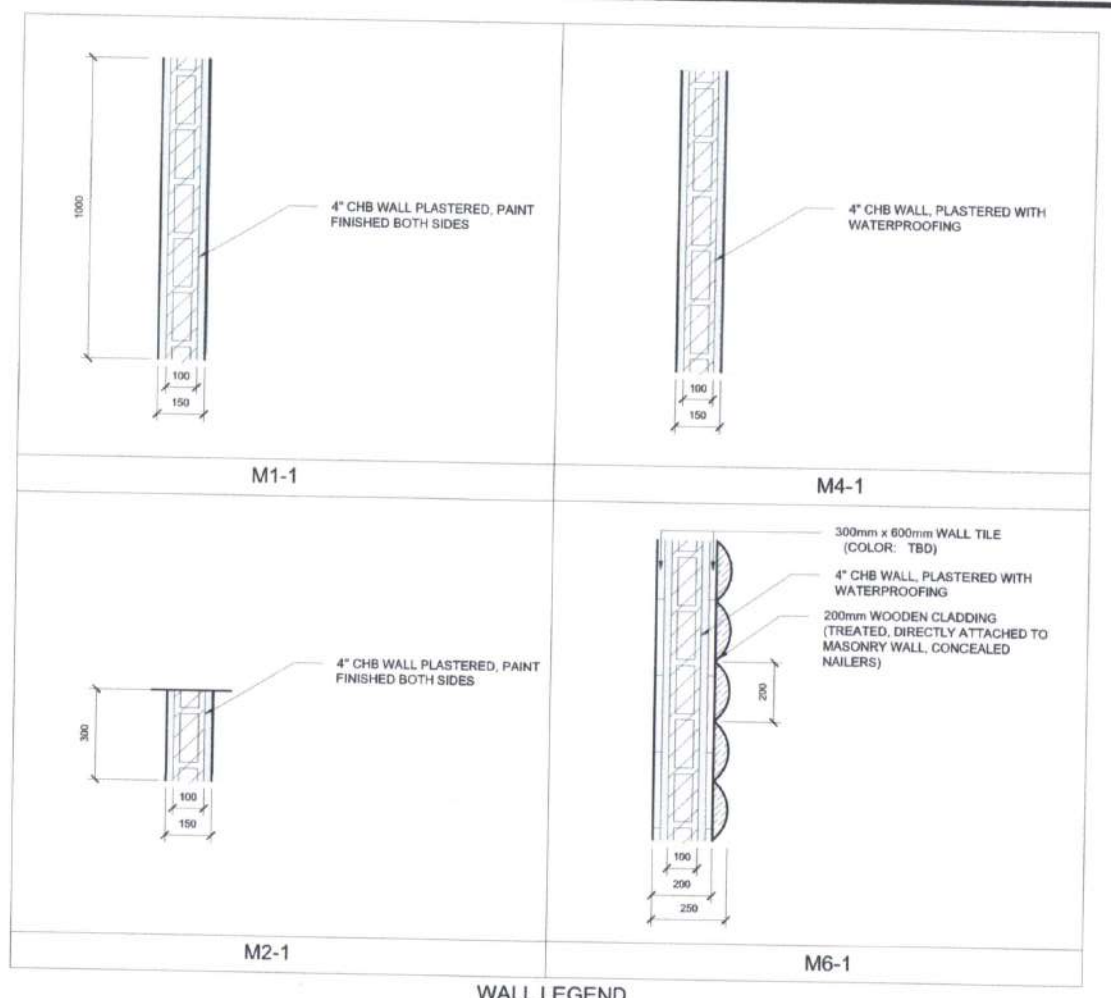 1000
4" CHB WALL PLASTERED, PAINT
FINISHED BOTH SIDES
100
150
M1-1
4" CHB WALL, PLASTERED WITH
WATERPROOFING
100
150
M4-1
300
4" CHB WALL PLASTERED, PAINT
FINISHED BOTH SIDES
100
150
M2-1
300mm x 600mm WALL TILE
(COLOR: TBD)
4" CHB WALL, PLASTERED WITH
WATERPROOFING
200mm WOODEN CLADDING
(TREATED, DIRECTLY ATTACHED TO
MASONRY WALL, CONCEALED
NAILERS)
200
100
200
250
M6-1
WALL LEGEND